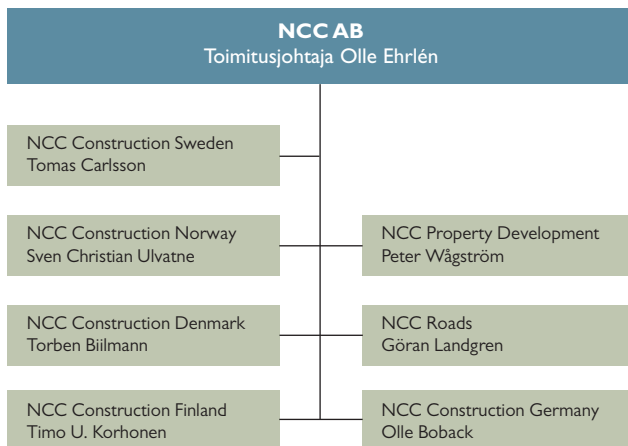 NCC AB
Toimitusjohtaja Olle Ehrlén
NCC Construction Sweden
Tomas Carlsson
NCC Construction Norway
Sven Christian Ulvatne
NCC Property Development
Peter Wågström
NCC Construction Denmark
Torben Biilmann
NCC Roads
Göran Landgren
NCC Construction Finland
Timo U. Korhonen
NCC Construction Germany
Olle Boback